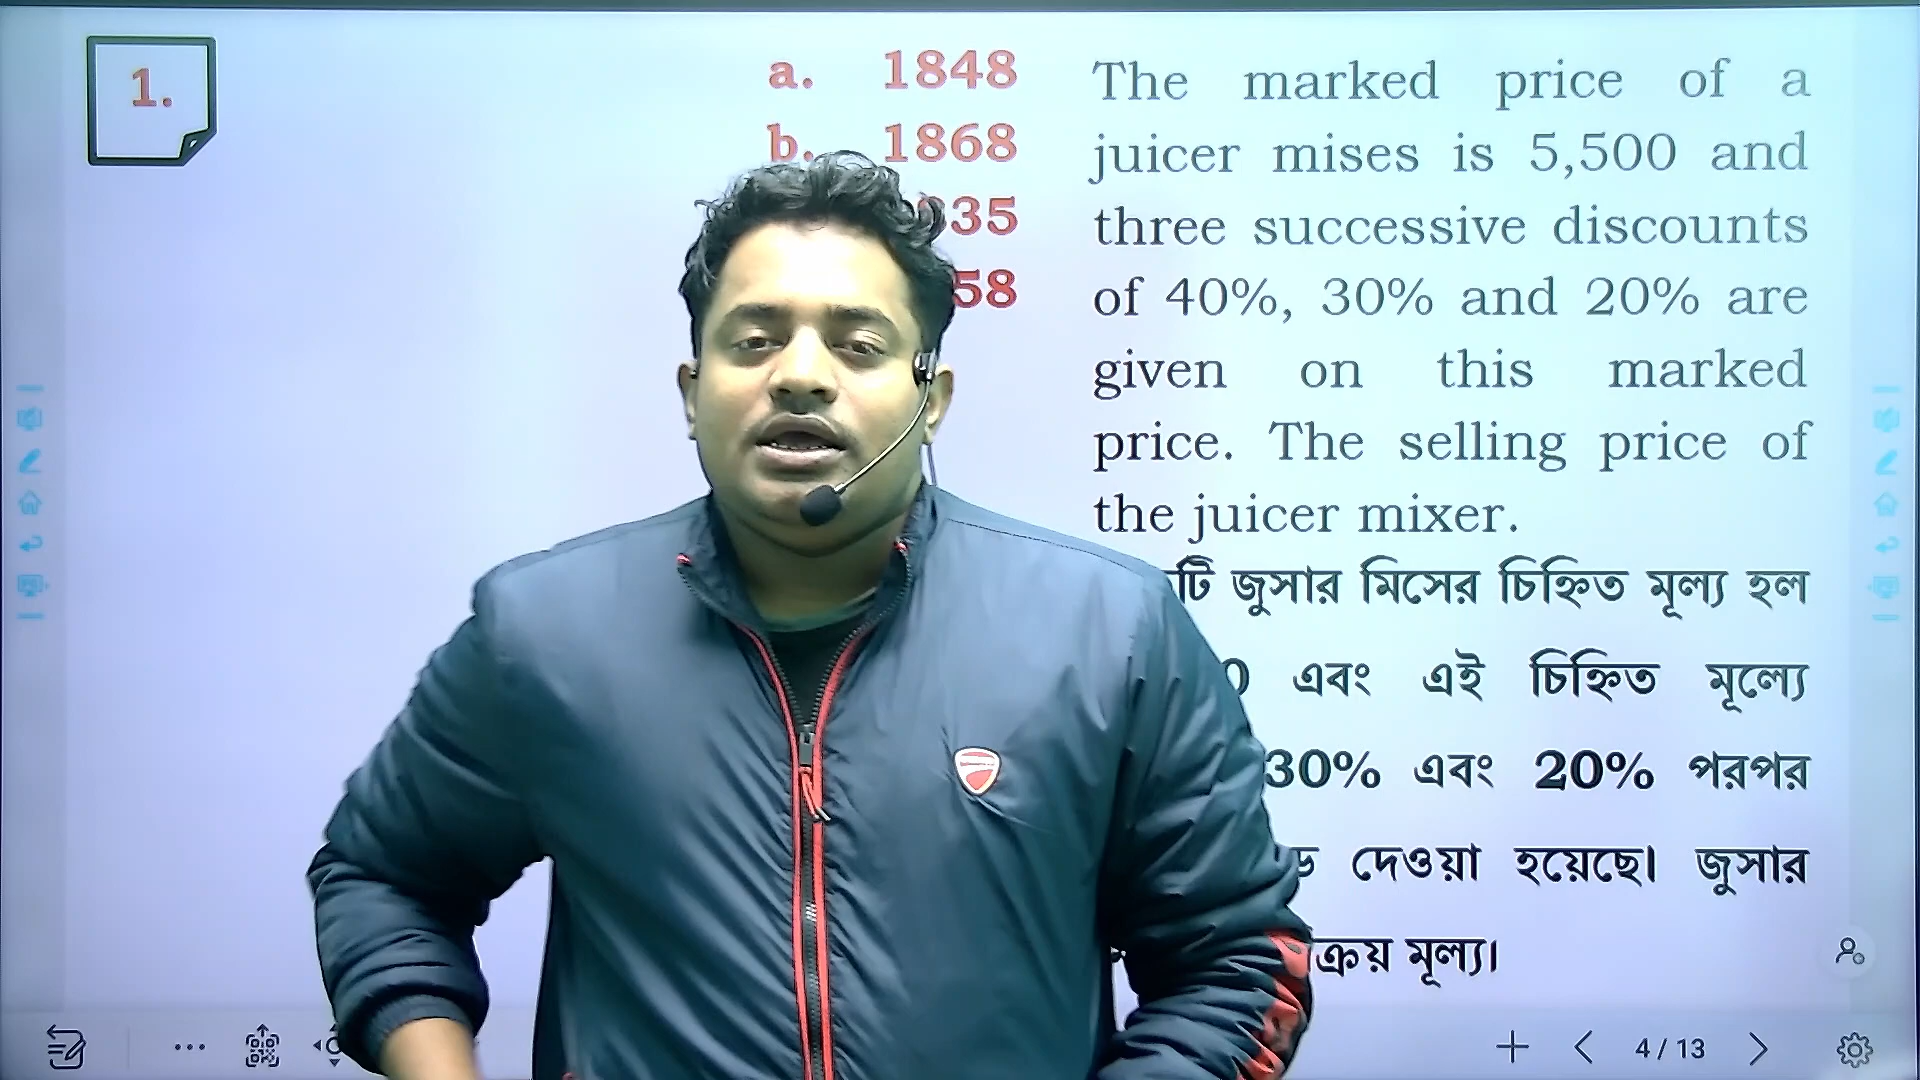 1.
a. 1848
b. 1868
35
58
The marked price of a
juicer mises is 5,500 and
three successive discounts
of 40%, 30% and 20% are
given on this marked
price. The selling price of
the juicer mixer.
টি জুসার মিসের চিহ্নিত মূল্য হল
0 এবং এই চিহ্নিত মূল্যে
30% এবং 20% পরপর
দেওয়া হয়েছে। জুসার
ক্রয় মূল্য।
4 / 13